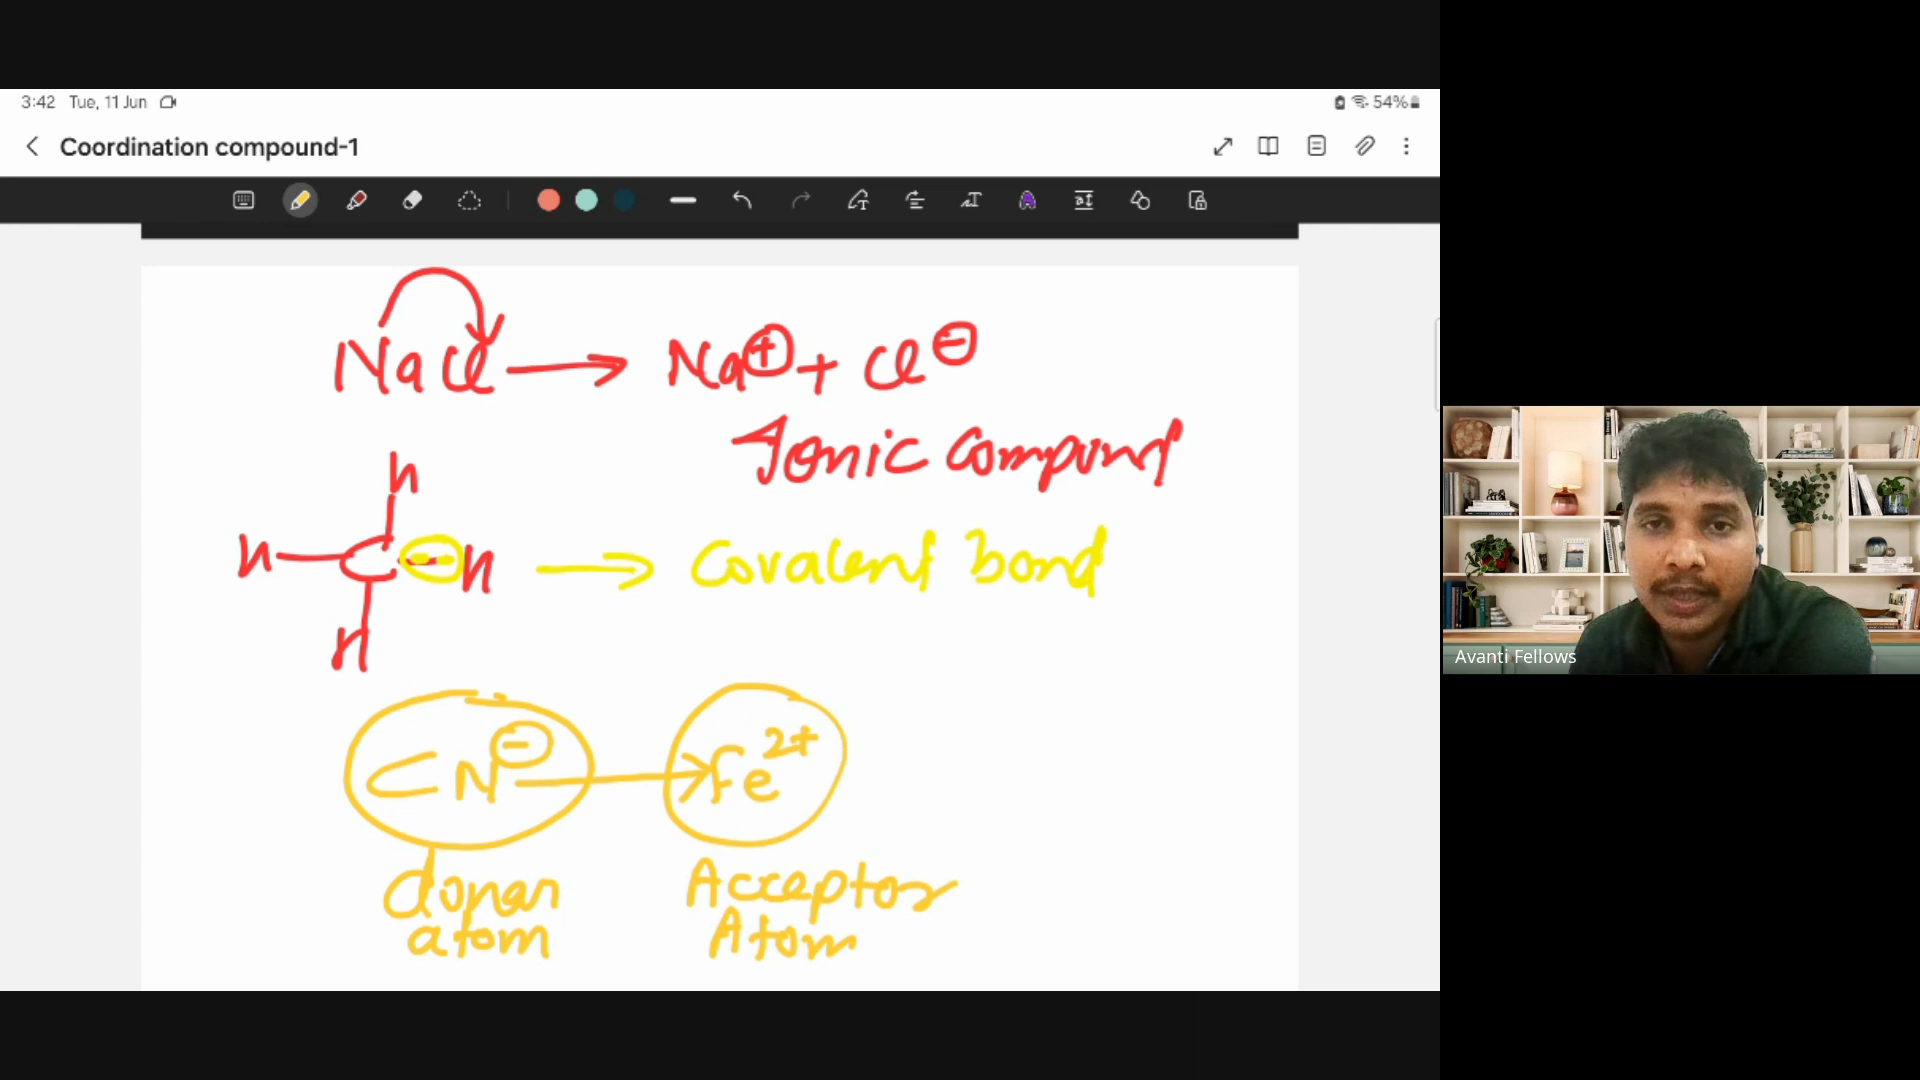 3:42 Tue, 11 Jun 54%
Coordination compound-1
NaCl → Na⊕ + Cl⊖
Ionic compound
H
H—C—H → Covalent bond
H
CN⊖ → Fe2+
donar Acceptor
atom Atom
Avanti Fellows